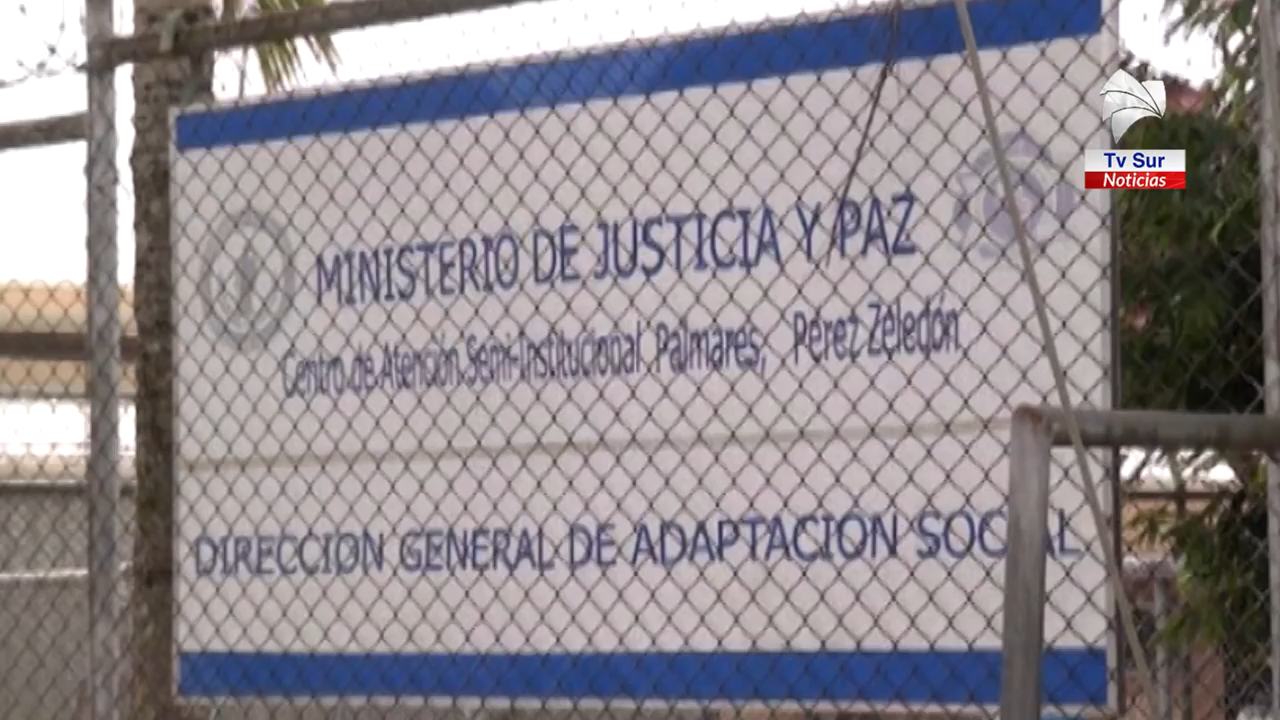 Tv Sur
Noticias
MINISTERIO DE JUSTICIA Y PAZ
Centro de Atención Semi-Institucional Palmares, Pérez Zeledón
DIRECCION GENERAL DE ADAPTACION SOCIAL